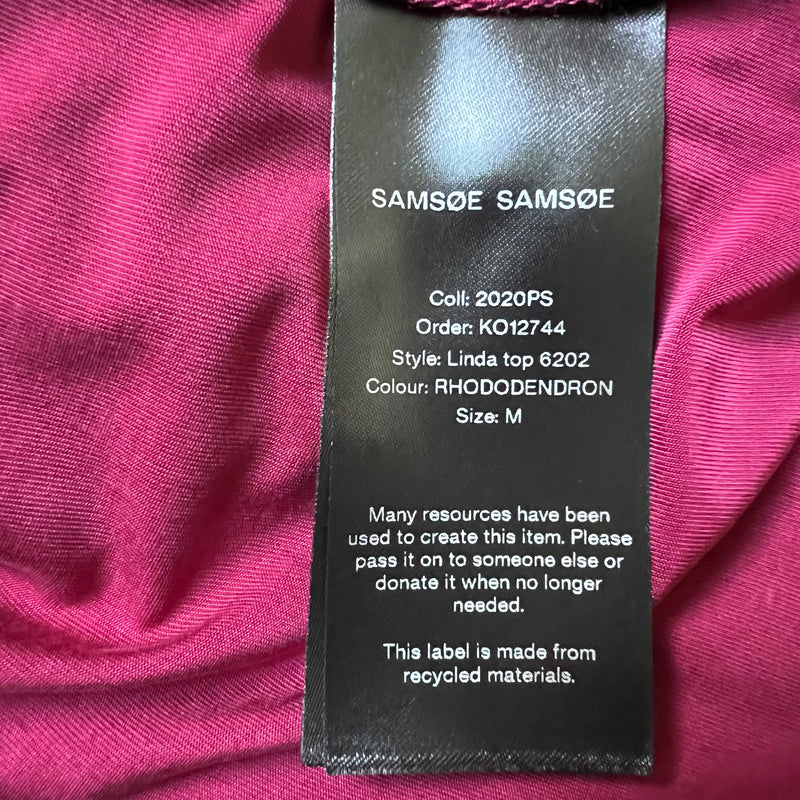 SAMSØE SAMSØE
Coll: 2020PS
Order: KO12744
Style: Linda top 6202
Colour: RHODODENDRON
Size: M
Many resources have been
used to create this item. Please
pass it on to someone else or
donate it when no longer
needed.
This label is made from
recycled materials.